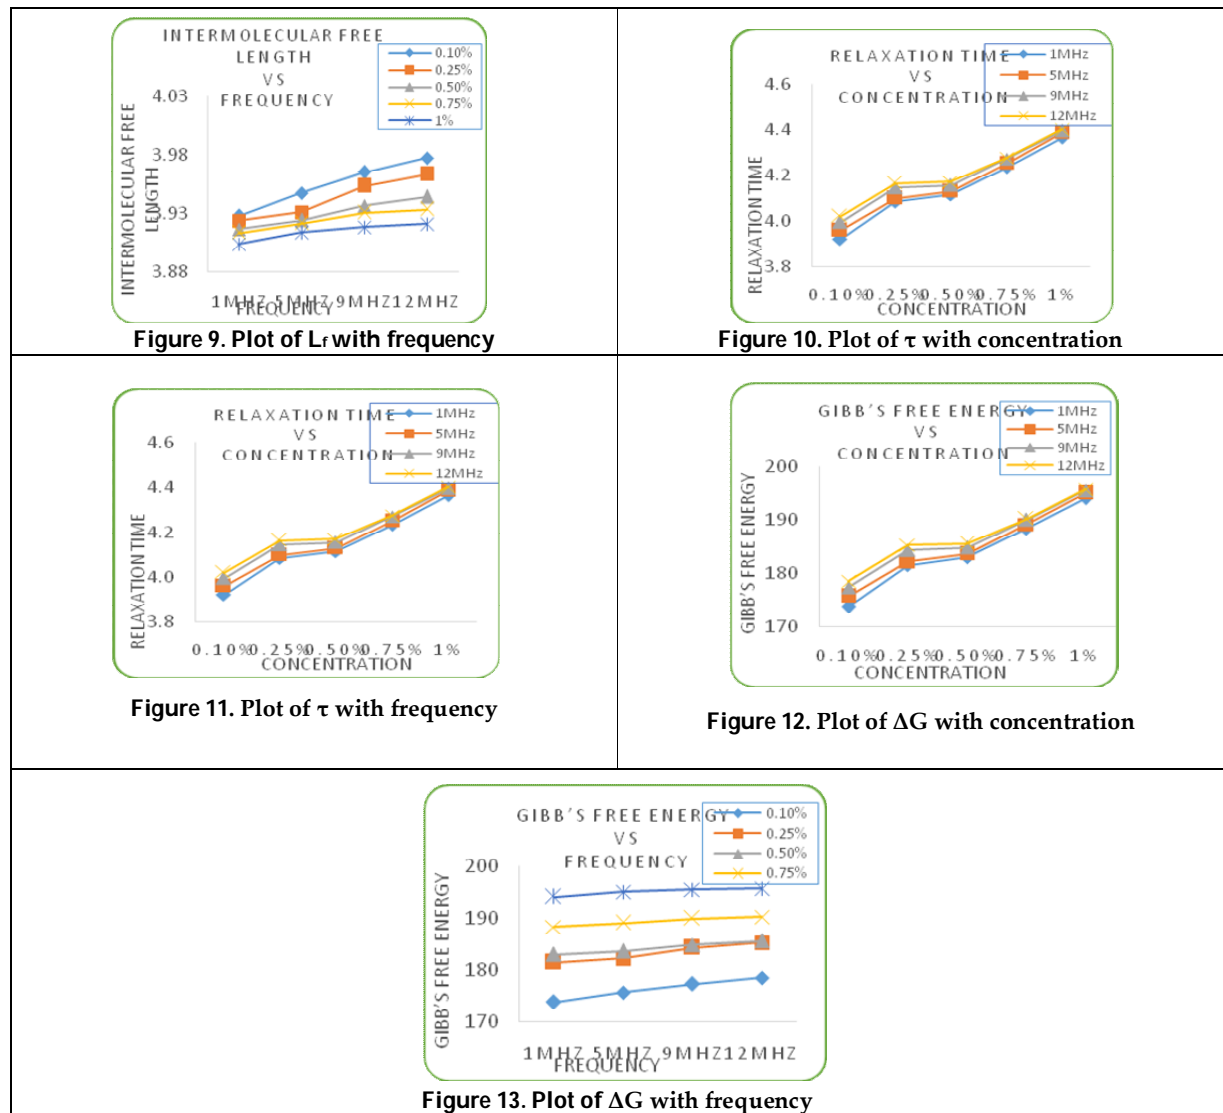 INTERMOLECULAR FREE
LENGTH
VS
FREQUENCY
0.10%
0.25%
0.50%
0.75%
1%
INTERMOLECULAR FREE
LENGTH
4.03
3.98
3.93
3.88
1MHZ 5MHZ 9MHZ 12MHZ
FREQUENCY
Figure 9. Plot of Lf with frequency
RELAXATION TIME
VS
CONCENTRATION
1MHz
5MHz
9MHz
12MHz
RELAXATION TIME
4.6
4.4
4.2
4.0
3.8
0.10% 0.25% 0.50% 0.75% 1%
CONCENTRATION
Figure 10. Plot of τ with concentration
RELAXATION TIME
VS
CONCENTRATION
1MHz
5MHz
9MHz
12MHz
RELAXATION TIME
4.6
4.4
4.2
4.0
3.8
0.10% 0.25% 0.50% 0.75% 1%
CONCENTRATION
Figure 11. Plot of τ with frequency
GIBB'S FREE ENERGY
VS
CONCENTRATION
1MHz
5MHz
9MHz
12MHz
GIBB'S FREE ENERGY
200
190
180
170
0.10% 0.25% 0.50% 0.75% 1%
CONCENTRATION
Figure 12. Plot of ΔG with concentration
GIBB'S FREE ENERGY
VS
FREQUENCY
0.10%
0.25%
0.50%
0.75%
GIBB'S FREE ENERGY
200
190
180
170
1MHZ 5MHZ 9MHZ 12MHZ
FREQUENCY
Figure 13. Plot of ΔG with frequency